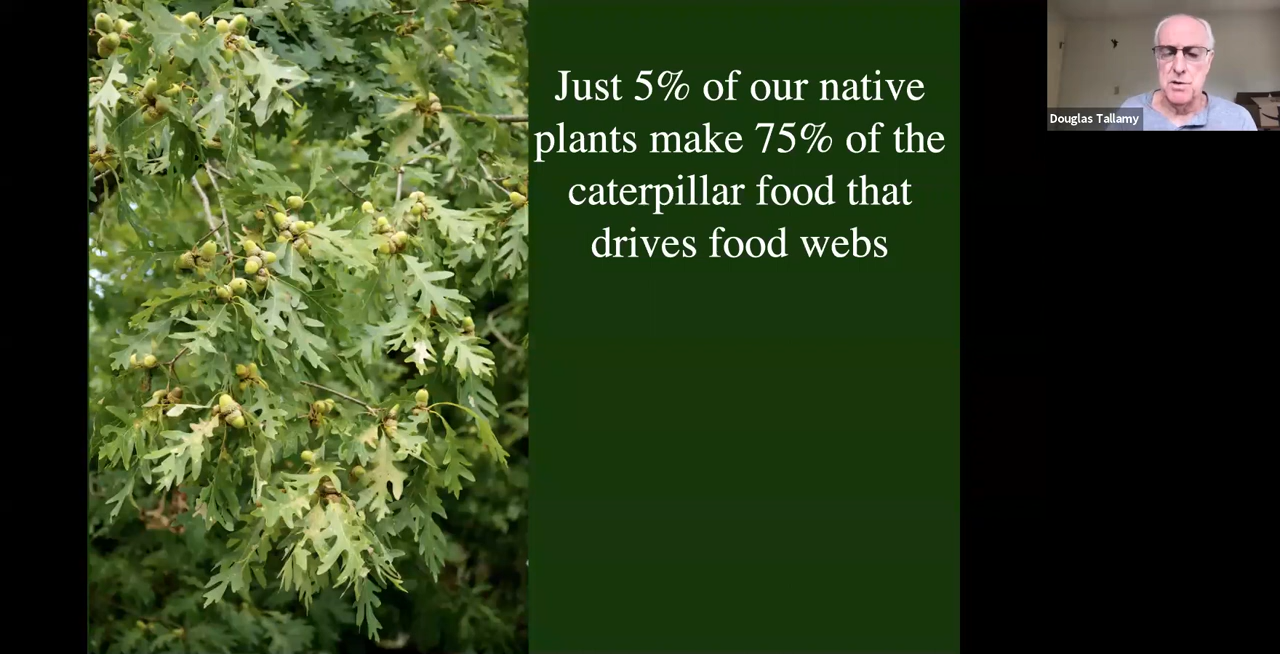 Just 5% of our native
plants make 75% of the
caterpillar food that
drives food webs
Douglas Tallamy